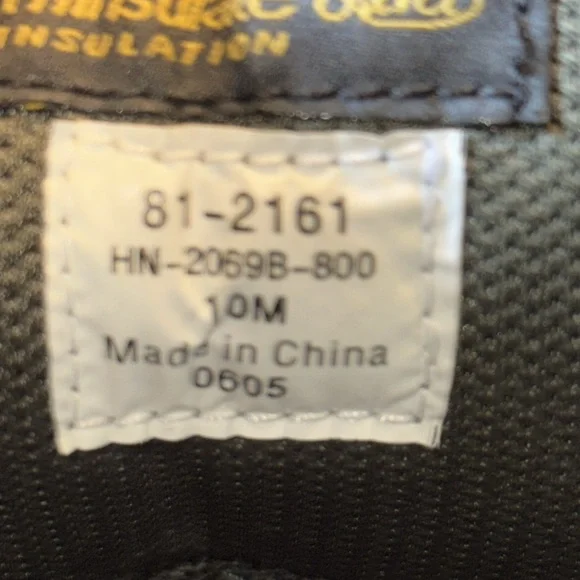 INSULATION
81-2161
HN-2069B-800
10M
Made in China
0605